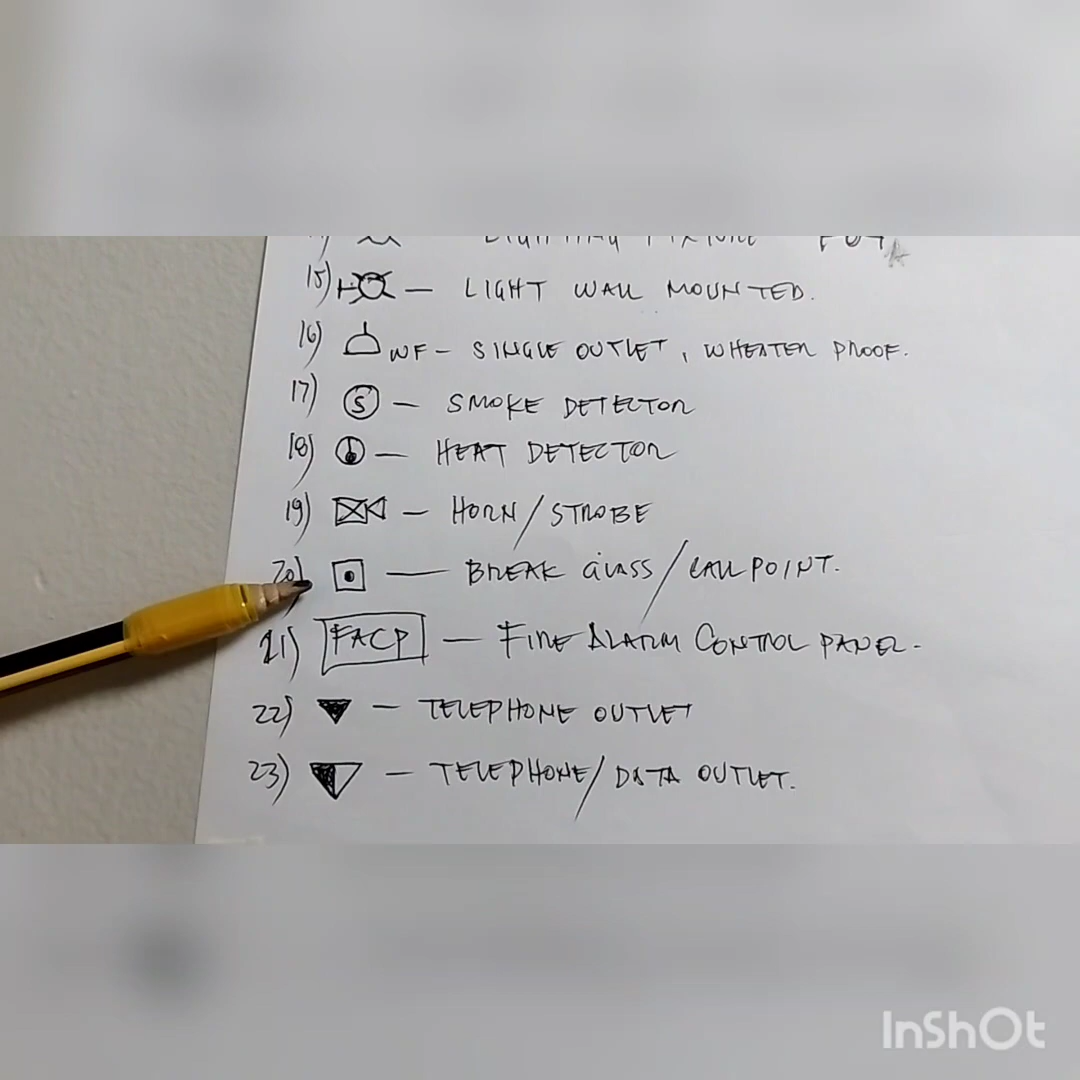 LIGHTING FIXTURE
15) — LIGHT WALL MOUNTED.
16) WF - SINGLE OUTLET, WHEATER PROOF.
17) S — SMOKE DETECTOR
18) — HEAT DETECTOR
19) — HORN/STROBE
20) — BREAK GLASS/CALL POINT.
21) FACP — FIRE ALARM CONTROL PANEL.
22) — TELEPHONE OUTLET
23) — TELEPHONE/DATA OUTLET.
InShOt